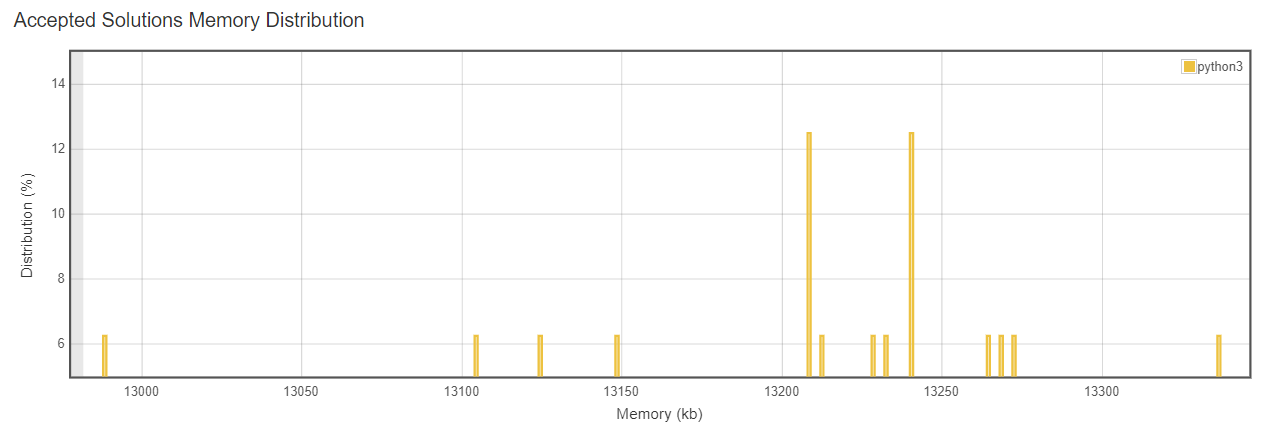 Accepted Solutions Memory Distribution
python3
14
12
10
8
6
Distribution (%)
13000 13050 13100 13150 13200 13250 13300
Memory (kb)